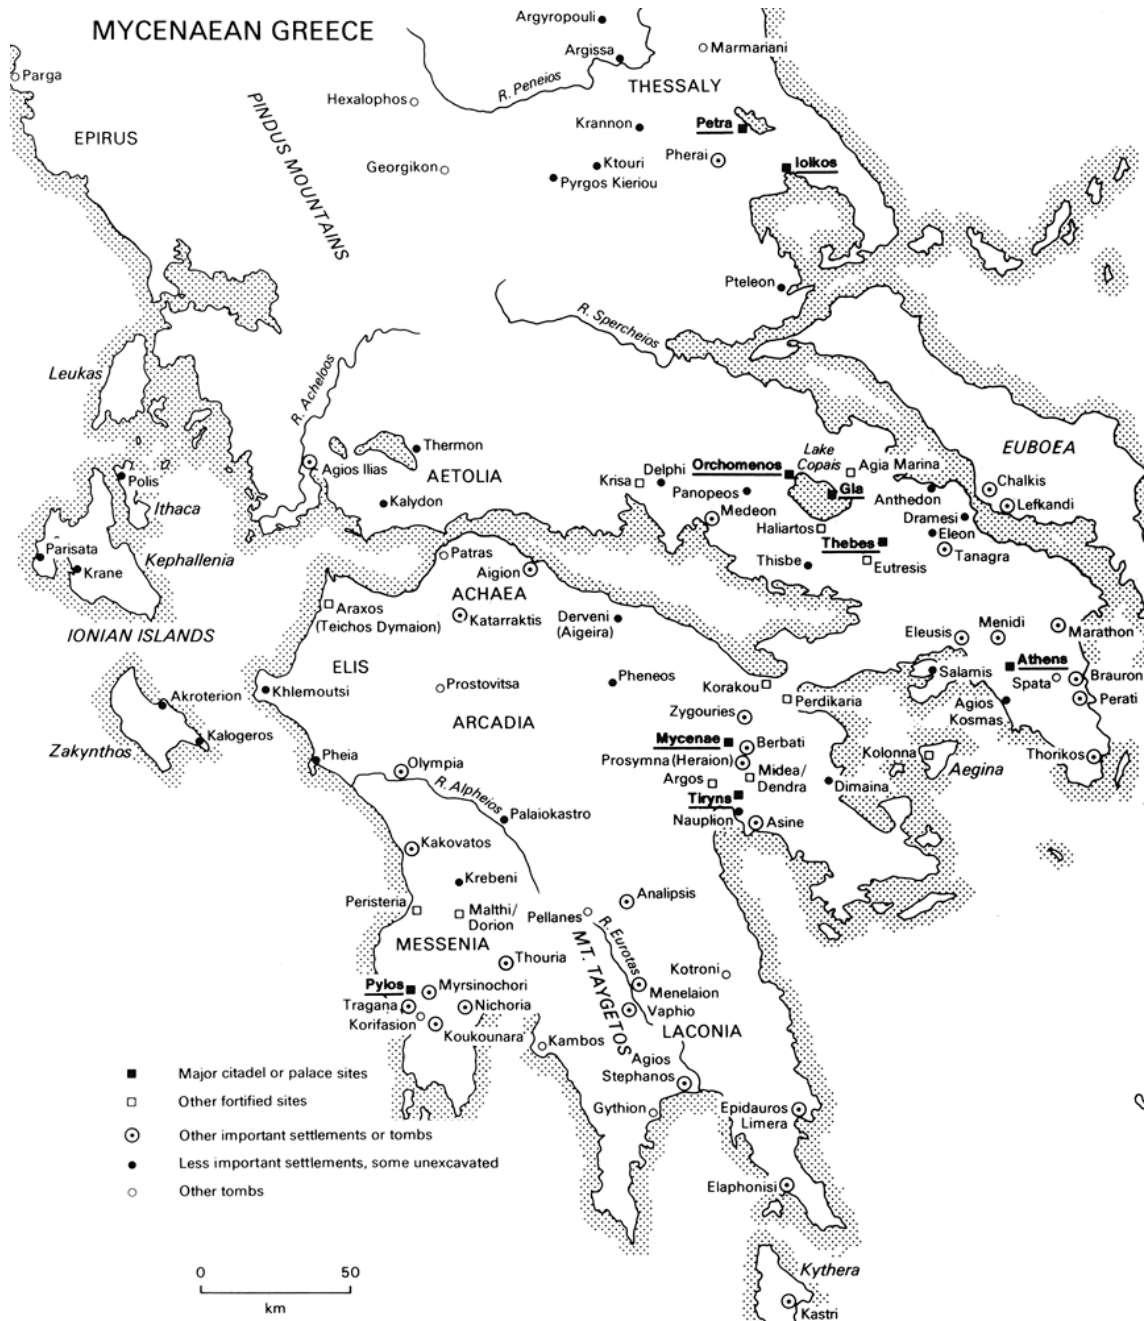 MYCENAEAN GREECE
Argyropouli
Argissa
Marmariani
Parga
R. Peneios
THESSALY
Hexalophos
PINDUS MOUNTAINS
EPIRUS
Krannon
Petra
Pherai
Iolkos
Georgikon
Ktouri
Pyrgos Kieriou
Pteleon
R. Spercheios
Leukas
R. Acheloos
Thermon
Agios Ilias
AETOLIA
Kalydon
Polis
Ithaca
Parisata
Krane
Kephallenia
IONIAN ISLANDS
Krisa
Delphi
Orchomenos
Lake
Copais
Agia Marina
EUBOEA
Panopeos
Gla
Anthedon
Chalkis
Lefkandi
Medeon
Haliartos
Dramesi
Eleon
Thebes
Tanagra
Thisbe
Eutresis
Patras
Aigion
ACHAEA
Araxos
(Teichos Dymaion)
Katarraktis
Derveni
(Aigeira)
Eleusis
Menidi
Marathon
ELIS
Athens
Salamis
Spata
Brauron
Perati
Agios
Kosmas
Akroterion
Khlemoutsi
Prostovitsa
Pheneos
Korakou
Perdikaria
ARCADIA
Zygouries
Zakynthos
Kalogeros
Mycenae
Berbati
Kolonna
Aegina
Thorikos
Pheia
Olympia
Prosymna (Heraion)
Argos
Midea/
Dendra
Dimaina
R. Alpheios
Tiryns
Palaiokastro
Nauplion
Asine
Kakovatos
Krebeni
Analipsis
Peristeria
Malthi/
Dorion
Pellanes
R. Eurotas
MESSENIA
MT. TAYGETOS
Thouria
Kotroni
Pylos
Myrsinochori
Menelaion
Tragana
Nichoria
Vaphio
Korifasion
Koukounara
LACONIA
Kambos
Agios
Stephanos
Gythion
Epidauros
Limera
Elaphonisi
Kythera
Kastri
Major citadel or palace sites
Other fortified sites
Other important settlements or tombs
Less important settlements, some unexcavated
Other tombs
0 50
km